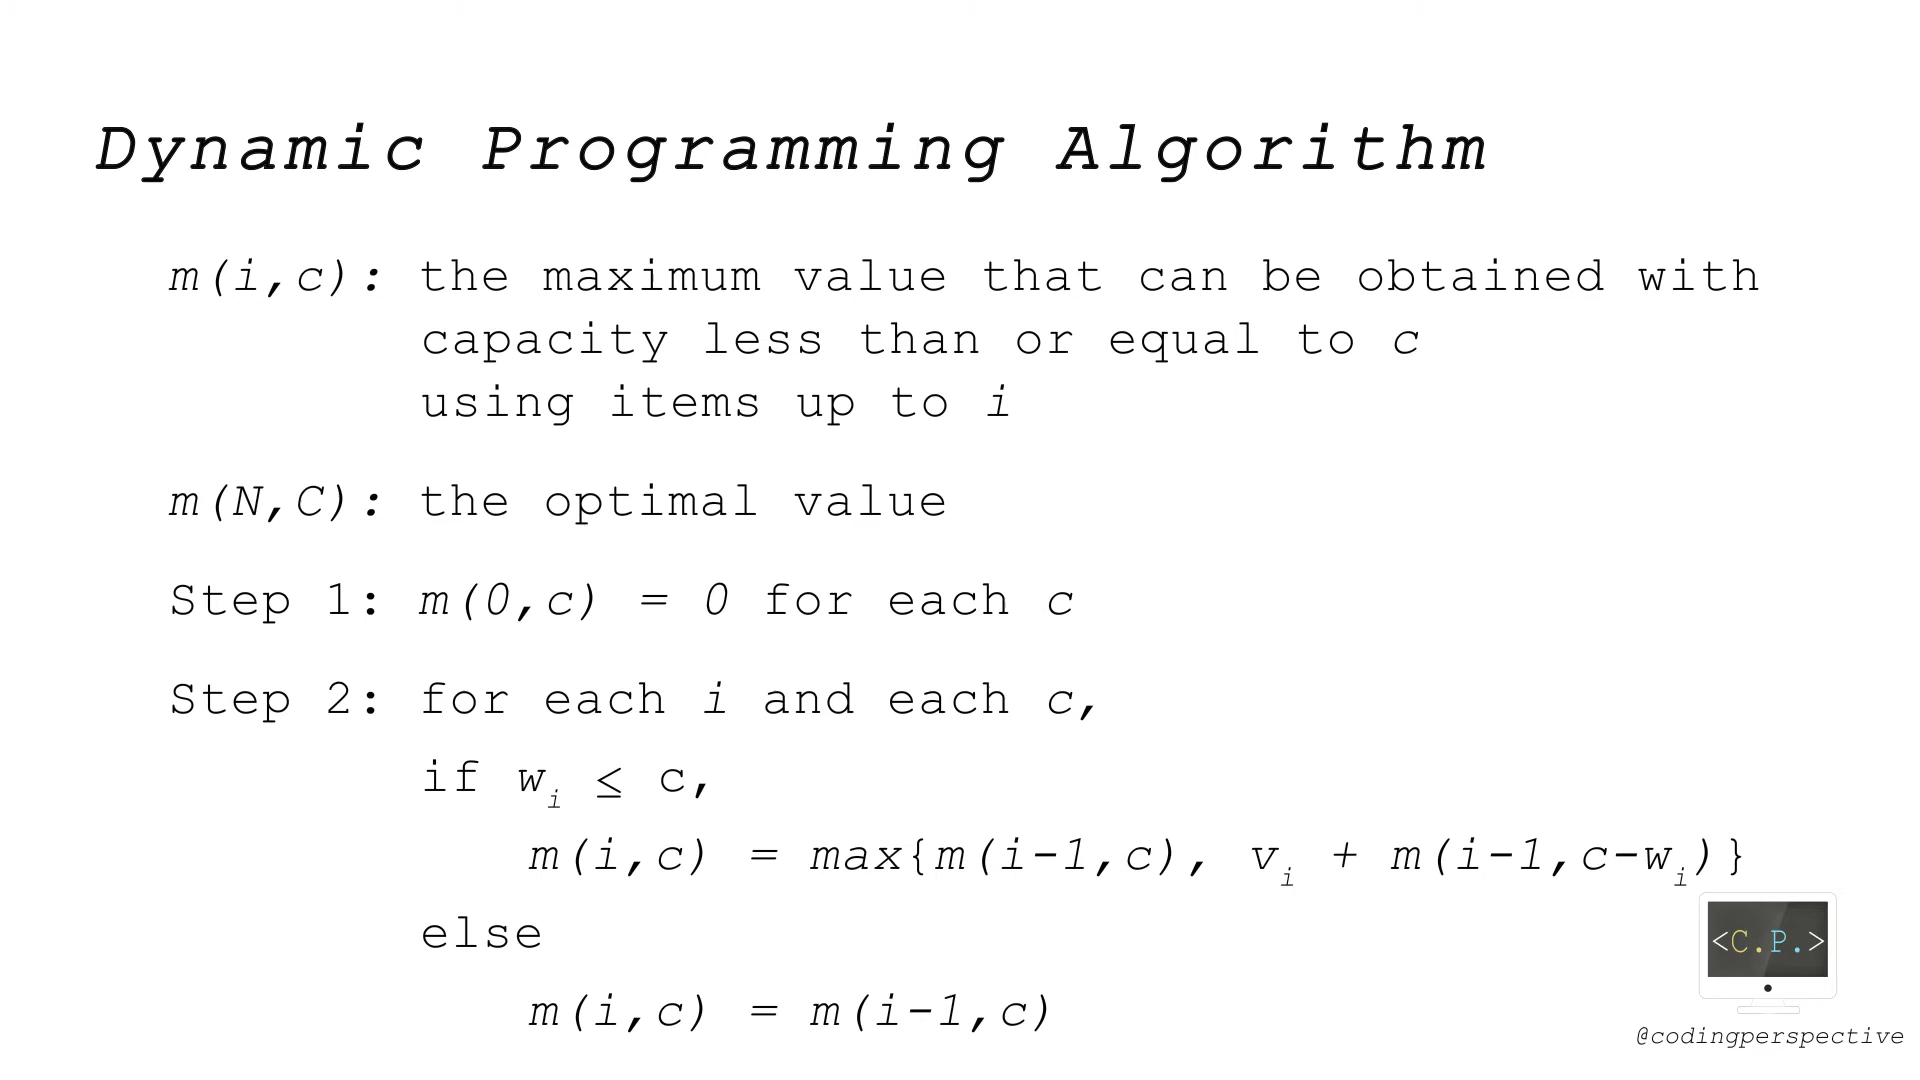 Dynamic Programming Algorithm
m(i,c): the maximum value that can be obtained with
capacity less than or equal to c
using items up to i
m(N,C): the optimal value
Step 1: m(0,c) = 0 for each c
Step 2: for each i and each c,
if wᵢ ≤ c,
m(i,c) = max{m(i-1,c), vᵢ + m(i-1,c-wᵢ)}
else
m(i,c) = m(i-1,c)
<C.P.>
@codingperspective